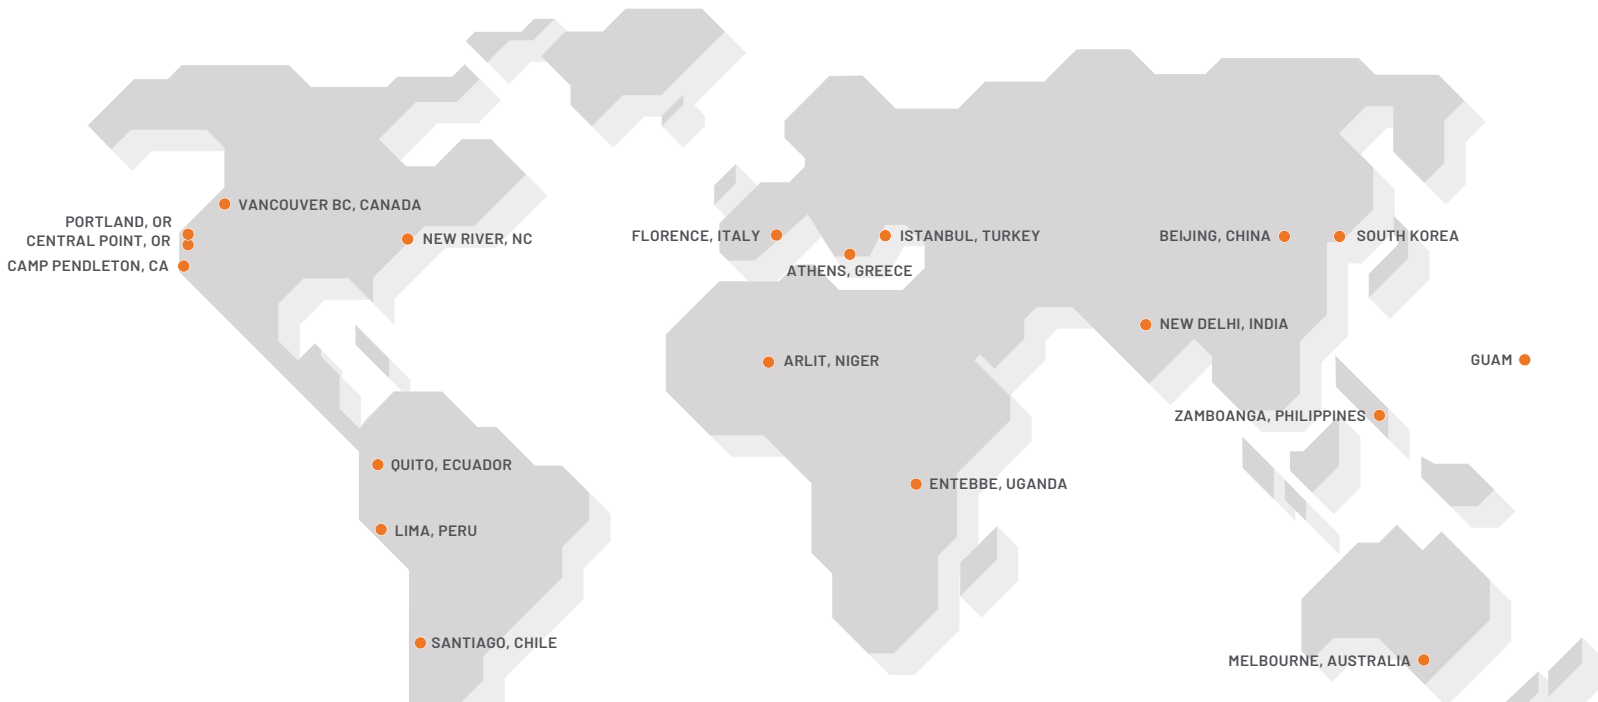 VANCOUVER BC, CANADA
PORTLAND, OR
CENTRAL POINT, OR
CAMP PENDLETON, CA
NEW RIVER, NC
FLORENCE, ITALY
ISTANBUL, TURKEY
ATHENS, GREECE
BEIJING, CHINA
SOUTH KOREA
NEW DELHI, INDIA
ARLIT, NIGER
GUAM
ZAMBOANGA, PHILIPPINES
QUITO, ECUADOR
ENTEBBE, UGANDA
LIMA, PERU
SANTIAGO, CHILE
MELBOURNE, AUSTRALIA